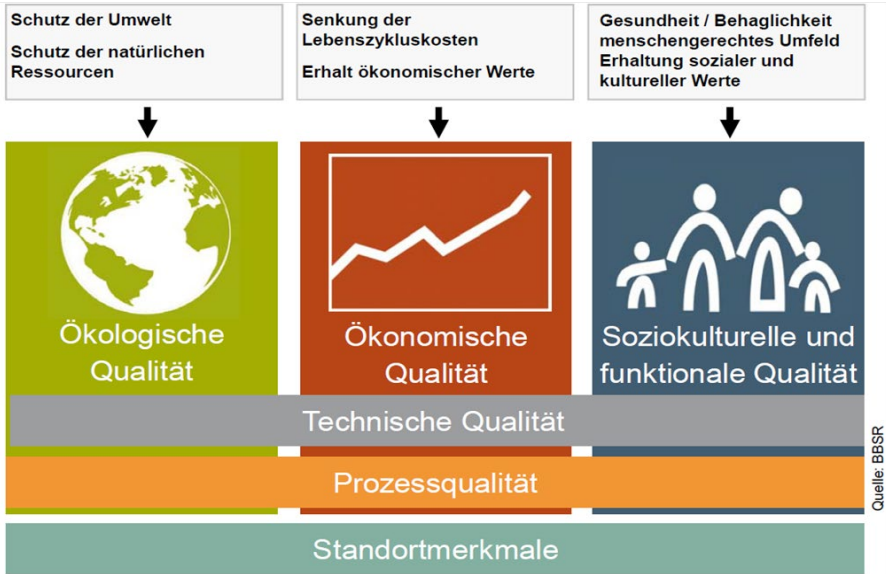 Schutz der Umwelt
Schutz der natürlichen
Ressourcen
Senkung der
Lebenszykluskosten
Erhalt ökonomischer Werte
Gesundheit / Behaglichkeit
menschengerechtes Umfeld
Erhaltung sozialer und
kultureller Werte
Ökologische
Qualität
Ökonomische
Qualität
Soziokulturelle und
funktionale Qualität
Technische Qualität
Prozessqualität
Standortmerkmale
Quelle: BBSR